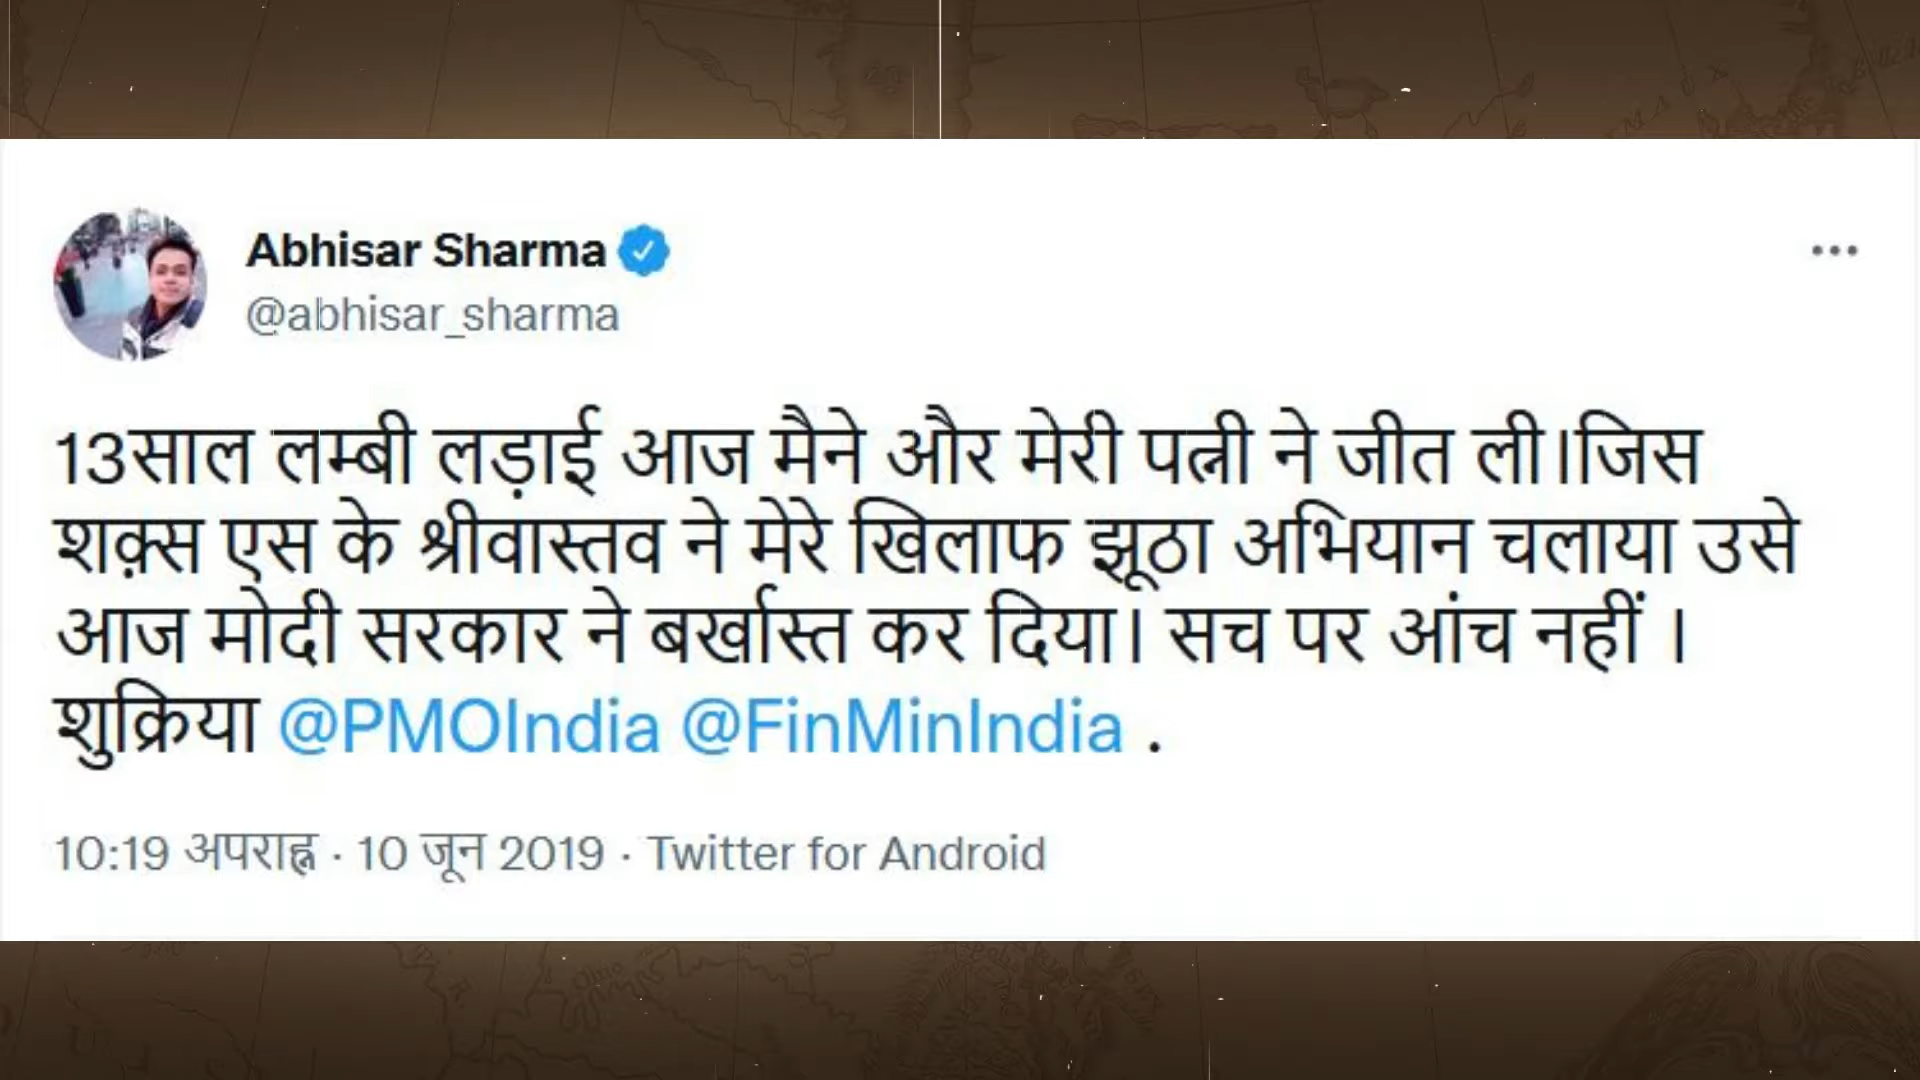 Abhisar Sharma
@abhisar_sharma
13साल लम्बी लड़ाई आज मैने और मेरी पत्नी ने जीत ली।जिस
शक़्स एस के श्रीवास्तव ने मेरे खिलाफ झूठा अभियान चलाया उसे
आज मोदी सरकार ने बर्खास्त कर दिया। सच पर आंच नहीं ।
शुक्रिया @PMOIndia @FinMinIndia .
10:19 अपराह्न · 10 जून 2019 · Twitter for Android